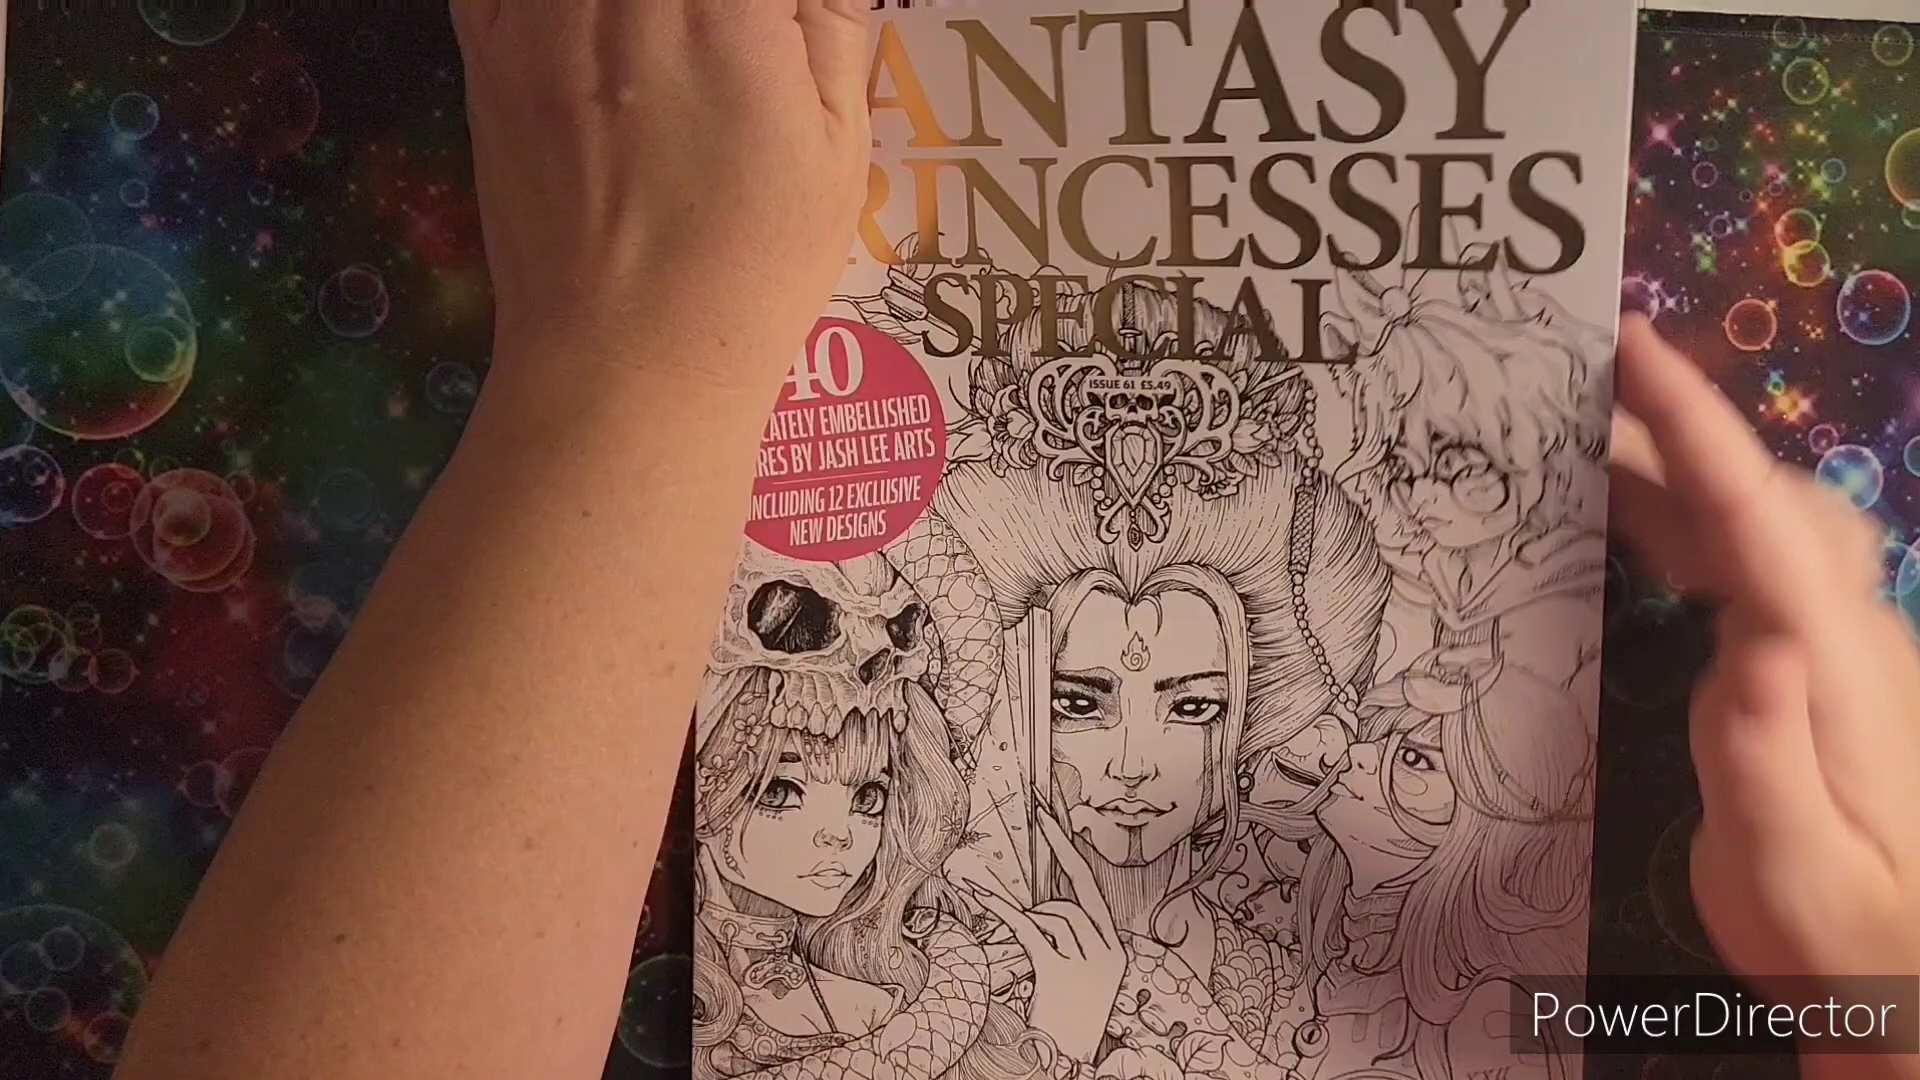 ANTASY
RINCESSES
SPECIAL
ISSUE 61 £5.49
40
CATELY EMBELLISHED
RES BY JASH LEE ARTS
INCLUDING 12 EXCLUSIVE
NEW DESIGNS
PowerDirector